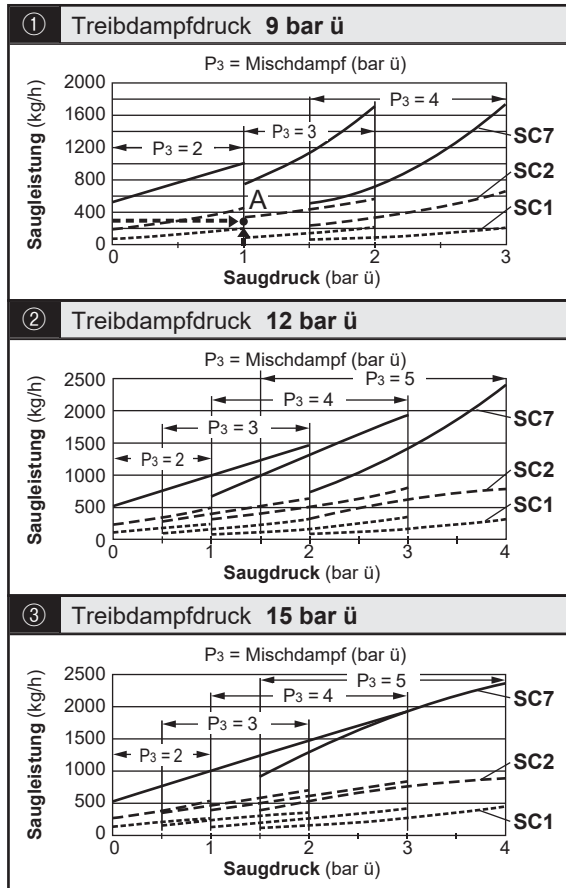 ① Treibdampfdruck 9 bar ü
P3 = Mischdampf (bar ü)
Saugleistung (kg/h)
2000
1600
1200
800
400
0
P3 = 4
P3 = 2
P3 = 3
A
SC7
SC2
SC1
0 1 2 3
Saugdruck (bar ü)
② Treibdampfdruck 12 bar ü
P3 = Mischdampf (bar ü)
Saugleistung (kg/h)
2500
2000
1500
1000
500
0
P3 = 5
P3 = 4
P3 = 3
P3 = 2
SC7
SC2
SC1
0 1 2 3 4
Saugdruck (bar ü)
③ Treibdampfdruck 15 bar ü
P3 = Mischdampf (bar ü)
Saugleistung (kg/h)
2500
2000
1500
1000
500
0
P3 = 5
P3 = 4
P3 = 3
P3 = 2
SC7
SC2
SC1
0 1 2 3 4
Saugdruck (bar ü)